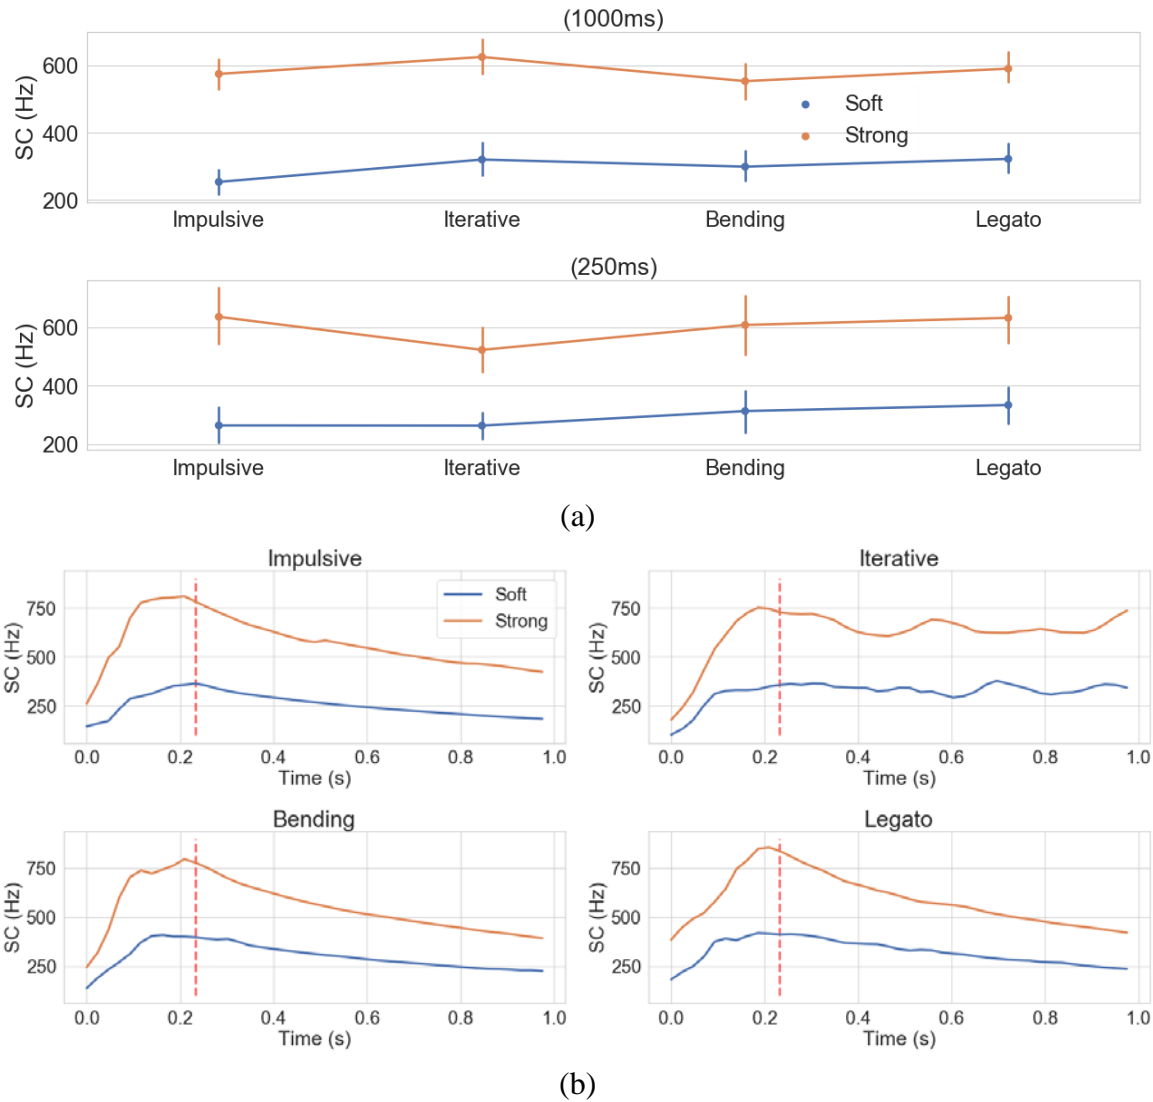 (1000ms)
SC (Hz)
600
400
200
Soft
Strong
Impulsive Iterative Bending Legato
(250ms)
SC (Hz)
600
400
200
Impulsive Iterative Bending Legato
(a)
Impulsive
SC (Hz)
750
500
250
Soft
Strong
0.0 0.2 0.4 0.6 0.8 1.0
Time (s)
Iterative
SC (Hz)
750
500
250
0.0 0.2 0.4 0.6 0.8 1.0
Time (s)
Bending
SC (Hz)
750
500
250
0.0 0.2 0.4 0.6 0.8 1.0
Time (s)
Legato
SC (Hz)
750
500
250
0.0 0.2 0.4 0.6 0.8 1.0
Time (s)
(b)